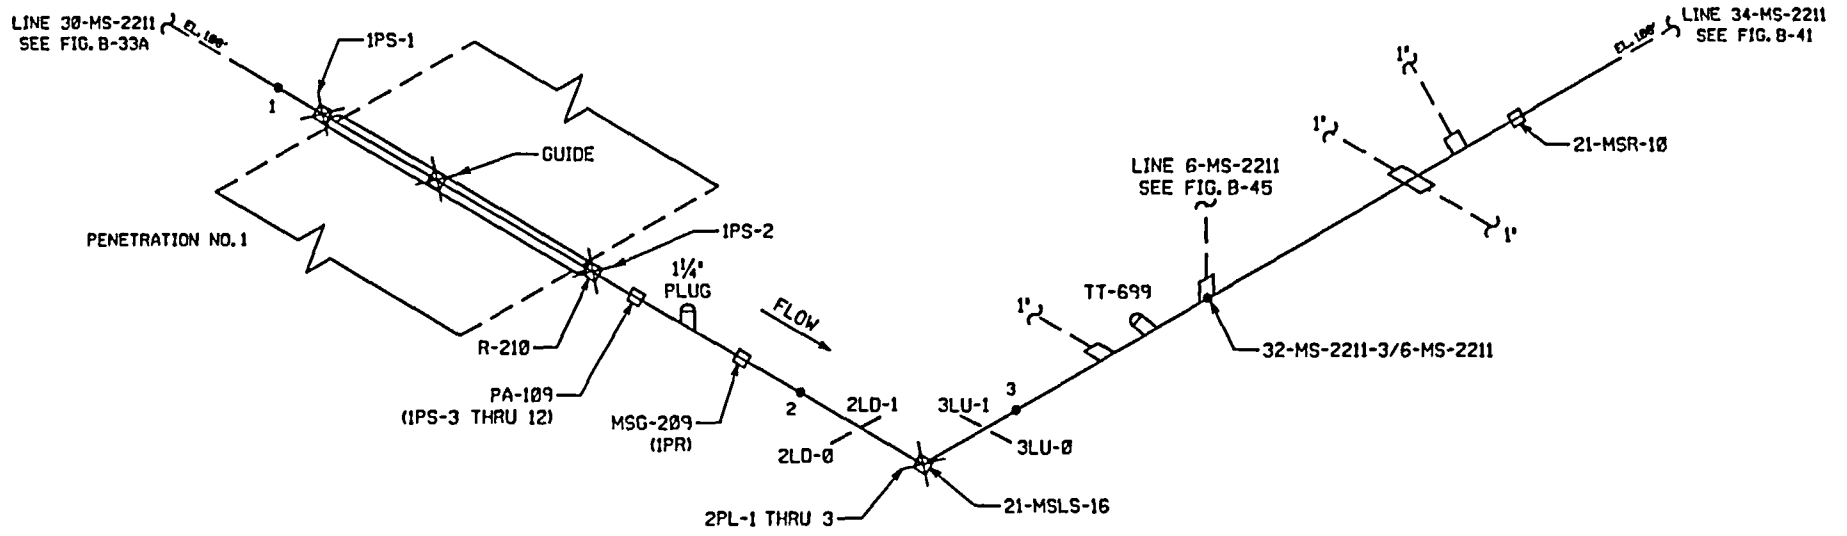 LINE 30-MS-2211
SEE FIG. B-33A
EL. 108'
1PS-1
1
GUIDE
PENETRATION NO. 1
1PS-2
1¼"
PLUG
FLOW
R-210
PA-109
(1PS-3 THRU 12)
MSG-209
(1PR)
2
2LD-1
2LD-0
2PL-1 THRU 3
21-MSLS-16
3LU-1
3LU-0
3
1"
TT-699
32-MS-2211-3/6-MS-2211
LINE 6-MS-2211
SEE FIG. B-45
1"
1"
1"
21-MSR-10
EL. 108'
LINE 34-MS-2211
SEE FIG. B-41